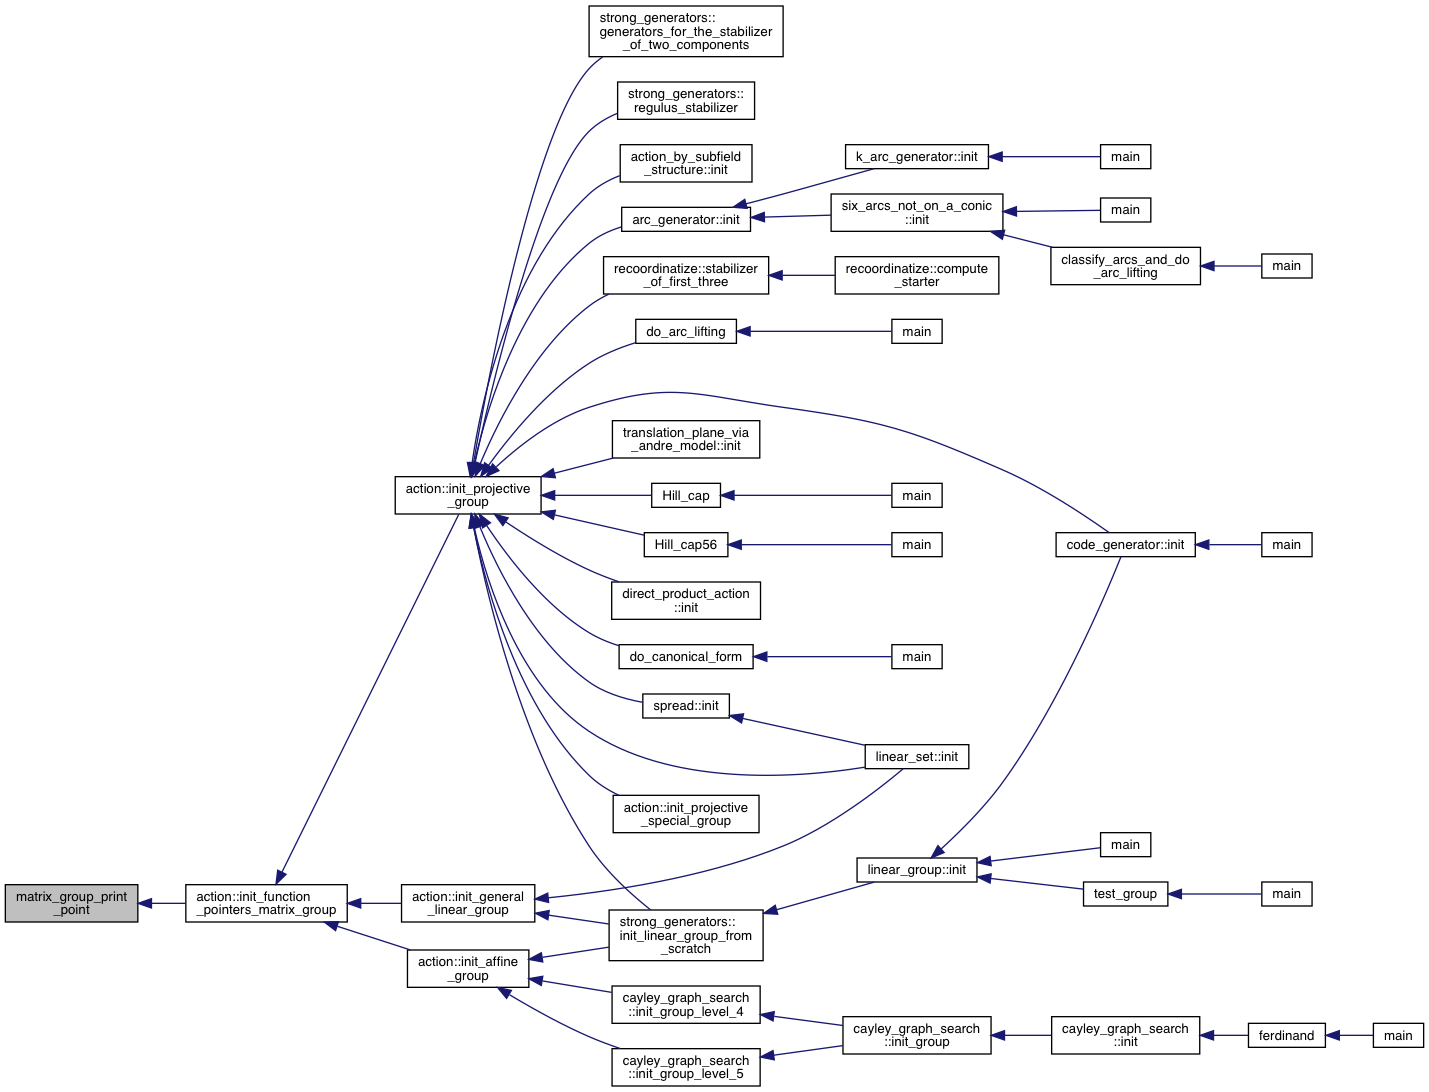 strong_generators::
generators_for_the_stabilizer
_of_two_components
strong_generators::
regulus_stabilizer
action_by_subfield
_structure::init
k_arc_generator::init
main
arc_generator::init
six_arcs_not_on_a_conic
::init
main
classify_arcs_and_do
_arc_lifting
main
recoordinatize::stabilizer
_of_first_three
recoordinatize::compute
_starter
do_arc_lifting
main
translation_plane_via
_andre_model::init
action::init_projective
_group
Hill_cap
main
Hill_cap56
main
code_generator::init
main
direct_product_action
::init
do_canonical_form
main
spread::init
linear_set::init
action::init_projective
_special_group
main
linear_group::init
test_group
main
matrix_group_print
_point
action::init_function
_pointers_matrix_group
action::init_general
_linear_group
strong_generators::
init_linear_group_from
_scratch
action::init_affine
_group
cayley_graph_search
::init_group_level_4
cayley_graph_search
::init_group
cayley_graph_search
::init
ferdinand
main
cayley_graph_search
::init_group_level_5